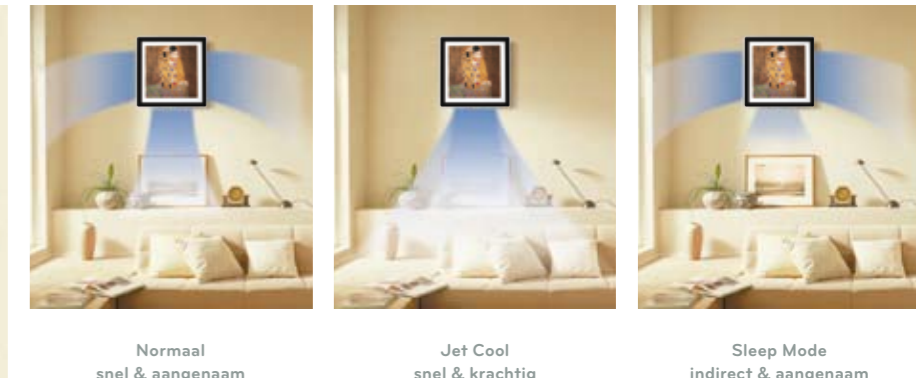 Normaal
snel & aangenaam
Jet Cool
snel & krachtig
Sleep Mode
indirect & aangenaam